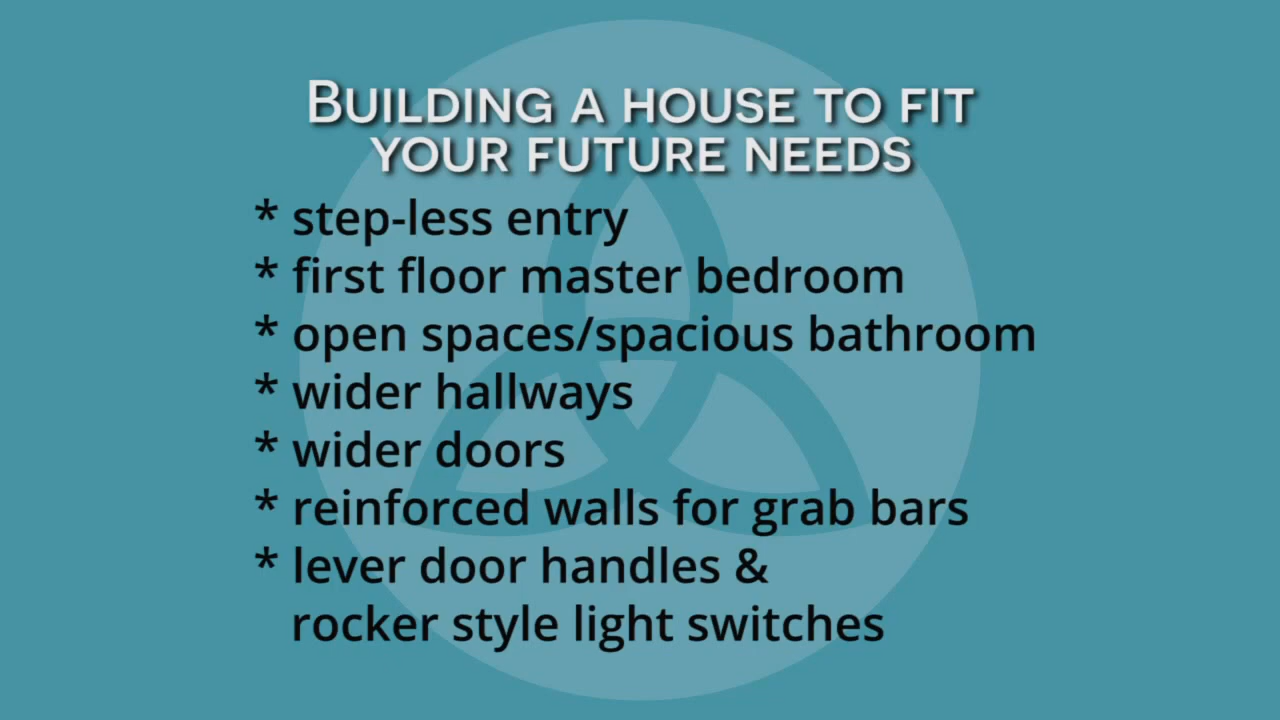 Building a house to fit
your future needs
* step-less entry
* first floor master bedroom
* open spaces/spacious bathroom
* wider hallways
* wider doors
* reinforced walls for grab bars
* lever door handles &
rocker style light switches